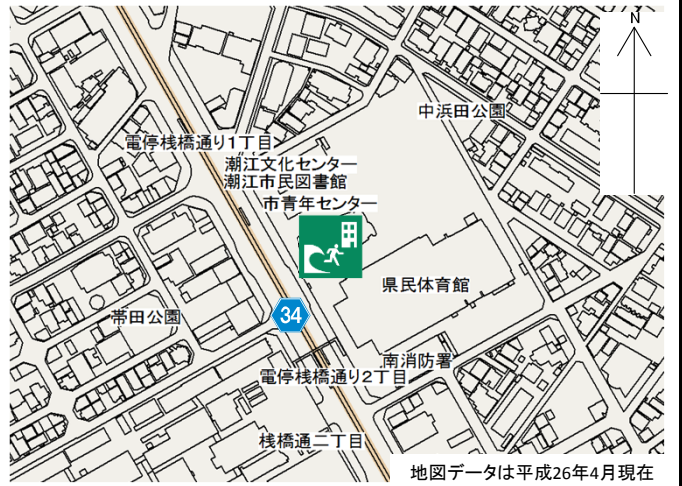 N
中浜田公園
電停桟橋通り1丁目
潮江文化センター
潮江市民図書館
市青年センター
県民体育館
34
帯田公園
南消防署
電停桟橋通り2丁目
桟橋通二丁目
地図データは平成26年4月現在